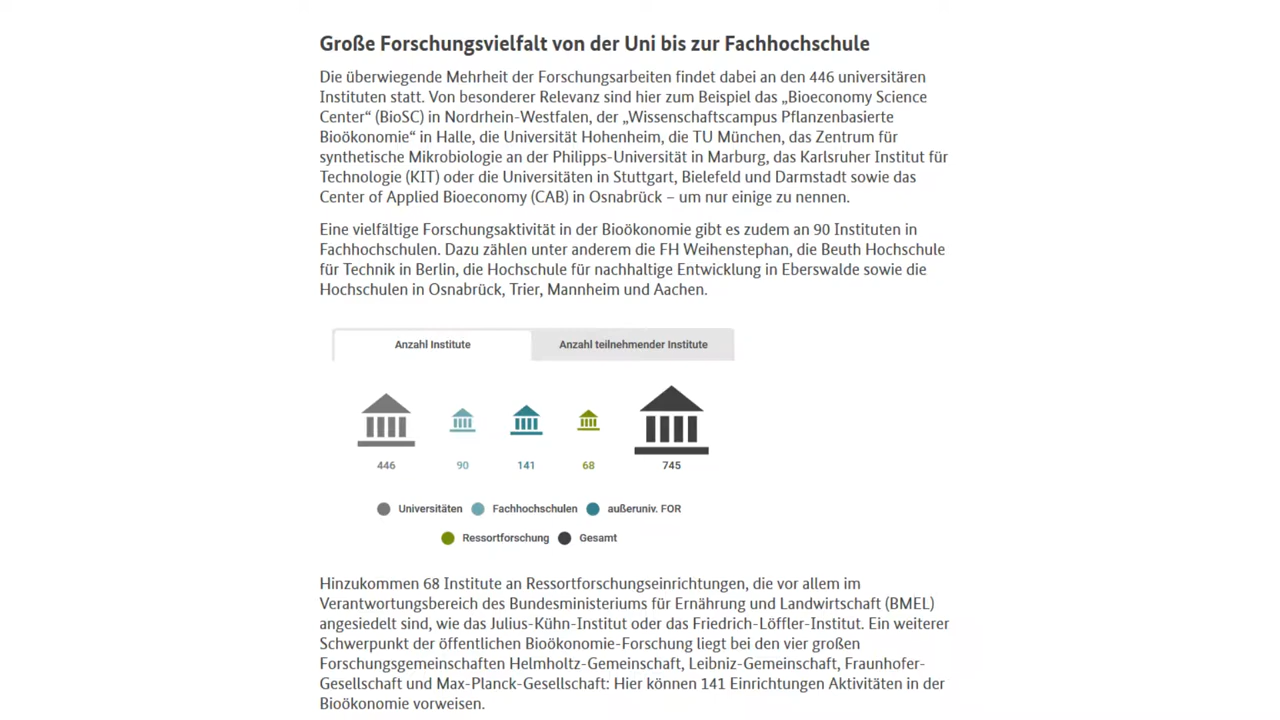 Große Forschungsvielfalt von der Uni bis zur Fachhochschule
Die überwiegende Mehrheit der Forschungsarbeiten findet dabei an den 446 universitären
Instituten statt. Von besonderer Relevanz sind hier zum Beispiel das „Bioeconomy Science
Center“ (BioSC) in Nordrhein-Westfalen, der „Wissenschaftscampus Pflanzenbasierte
Bioökonomie“ in Halle, die Universität Hohenheim, die TU München, das Zentrum für
synthetische Mikrobiologie an der Philipps-Universität in Marburg, das Karlsruher Institut für
Technologie (KIT) oder die Universitäten in Stuttgart, Bielefeld und Darmstadt sowie das
Center of Applied Bioeconomy (CAB) in Osnabrück – um nur einige zu nennen.
Eine vielfältige Forschungsaktivität in der Bioökonomie gibt es zudem an 90 Instituten in
Fachhochschulen. Dazu zählen unter anderem die FH Weihenstephan, die Beuth Hochschule
für Technik in Berlin, die Hochschule für nachhaltige Entwicklung in Eberswalde sowie die
Hochschulen in Osnabrück, Trier, Mannheim und Aachen.
Anzahl Institute Anzahl teilnehmender Institute
446 90 141 68 745
Universitäten Fachhochschulen außeruniv. FOR
Ressortforschung Gesamt
Hinzukommen 68 Institute an Ressortforschungseinrichtungen, die vor allem im
Verantwortungsbereich des Bundesministeriums für Ernährung und Landwirtschaft (BMEL)
angesiedelt sind, wie das Julius-Kühn-Institut oder das Friedrich-Löffler-Institut. Ein weiterer
Schwerpunkt der öffentlichen Bioökonomie-Forschung liegt bei den vier großen
Forschungsgemeinschaften Helmholtz-Gemeinschaft, Leibniz-Gemeinschaft, Fraunhofer-
Gesellschaft und Max-Planck-Gesellschaft: Hier können 141 Einrichtungen Aktivitäten in der
Bioökonomie vorweisen.